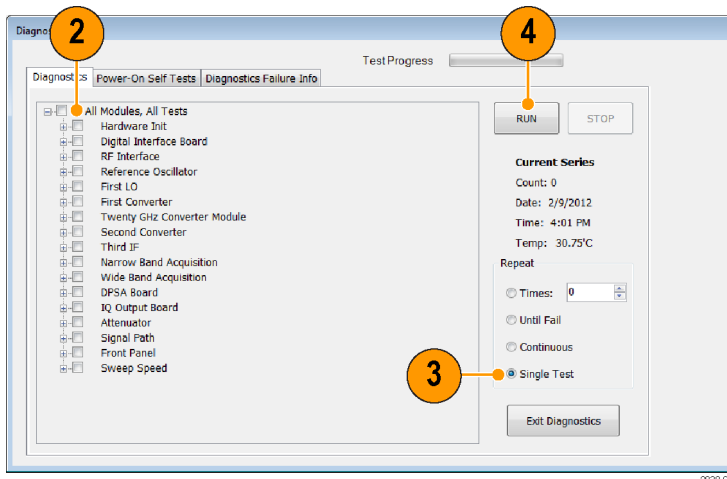 Diagnos
2
4
Test Progress
Diagnostics Power-On Self Tests Diagnostics Failure Info
All Modules, All Tests
Hardware Init
Digital Interface Board
RF Interface
Reference Oscillator
First LO
First Converter
Twenty GHz Converter Module
Second Converter
Third IF
Narrow Band Acquisition
Wide Band Acquisition
DPSA Board
IQ Output Board
Attenuator
Signal Path
Front Panel
Sweep Speed
RUN STOP
Current Series
Count: 0
Date: 2/9/2012
Time: 4:01 PM
Temp: 30.75'C
Repeat
Times: 0
Until Fail
Continuous
3
Single Test
Exit Diagnostics